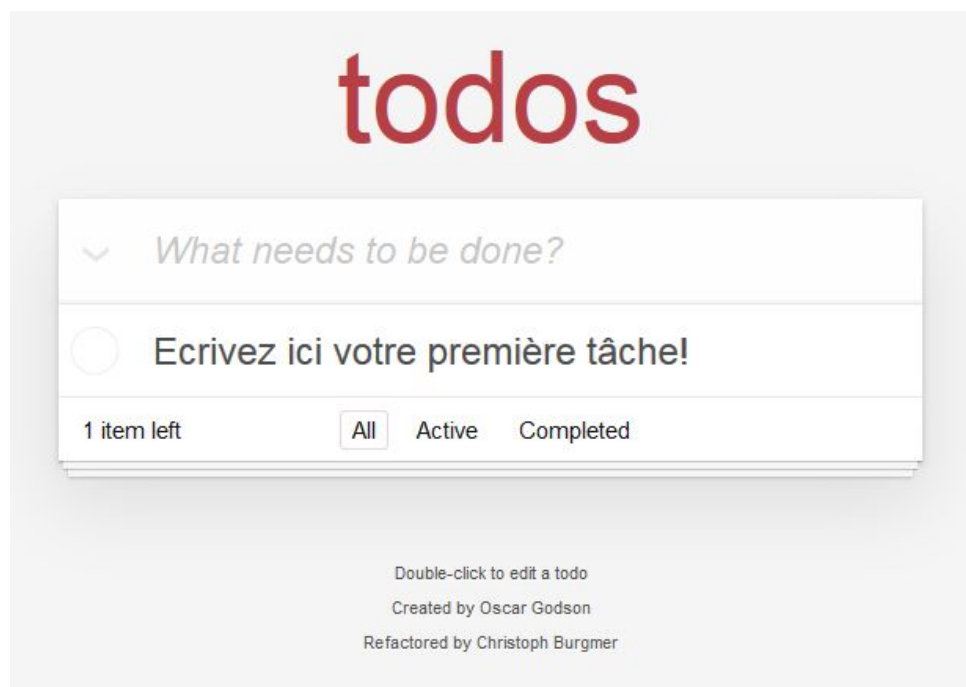 todos
What needs to be done?
Ecrivez ici votre première tâche!
1 item left All Active Completed
Double-click to edit a todo
Created by Oscar Godson
Refactored by Christoph Burgmer